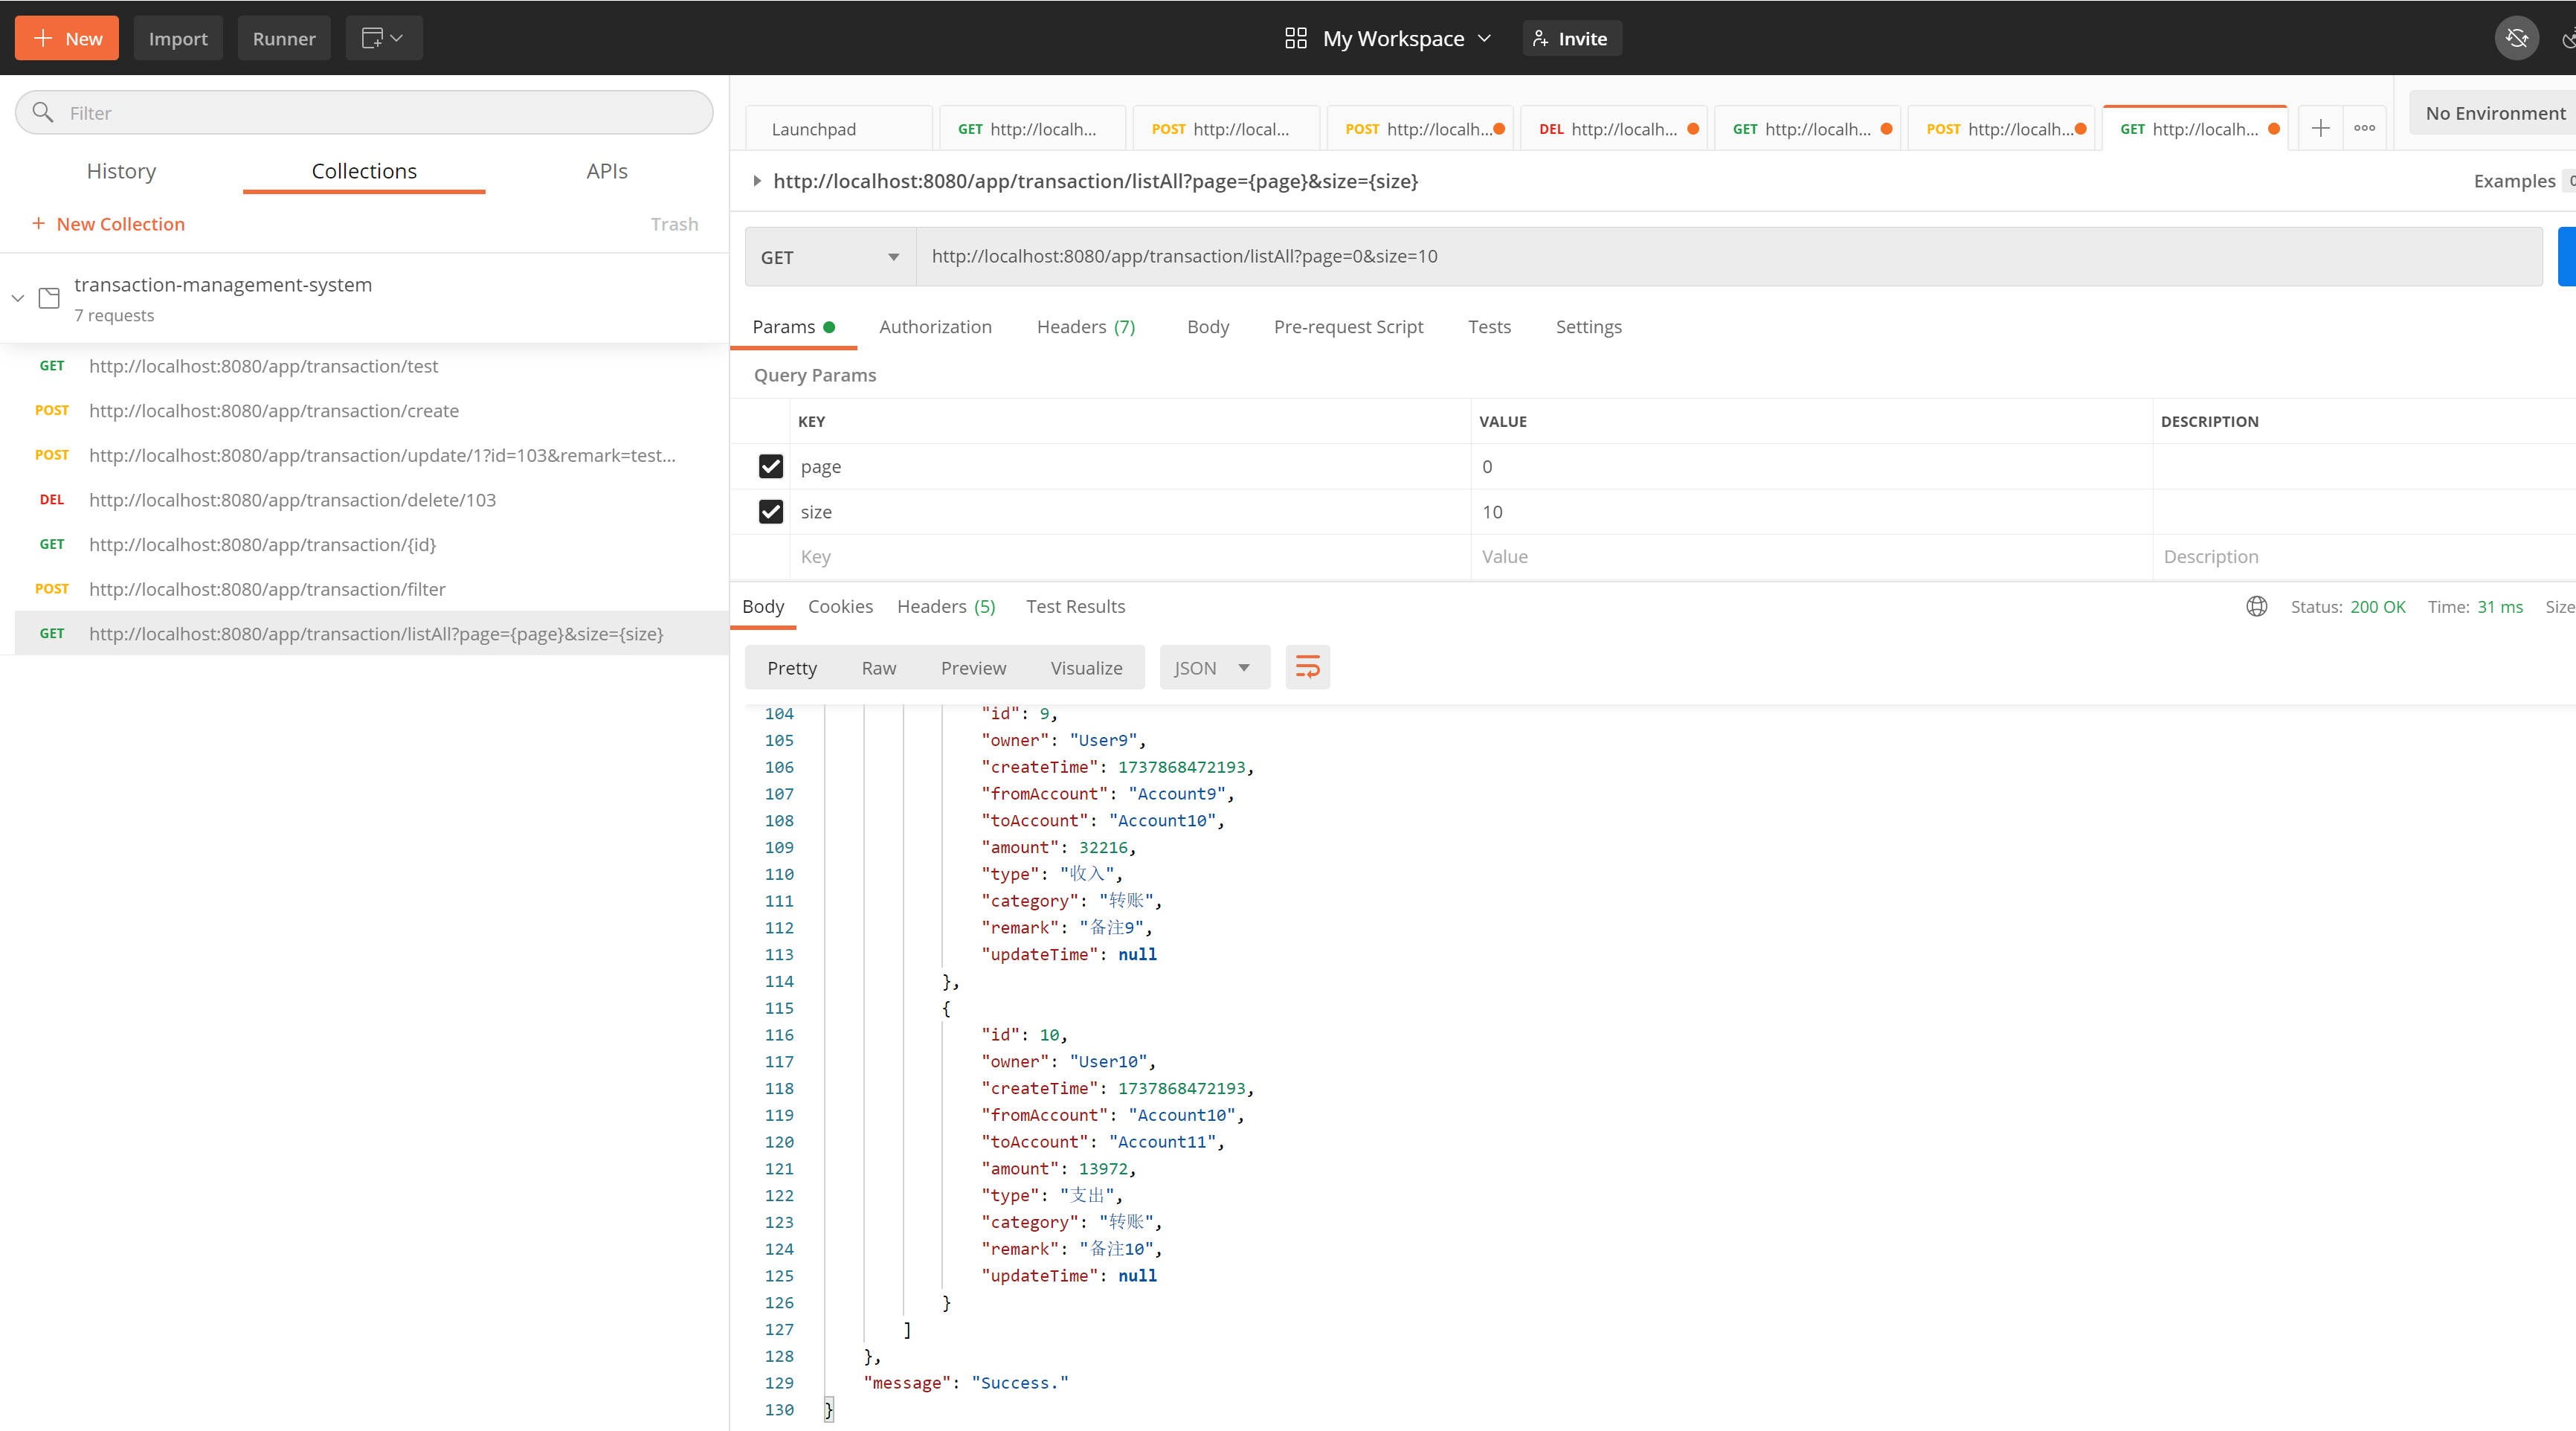 New Import Runner My Workspace Invite
Filter
History Collections APIs
+ New Collection Trash
transaction-management-system
7 requests
GET http://localhost:8080/app/transaction/test
POST http://localhost:8080/app/transaction/create
POST http://localhost:8080/app/transaction/update/1?id=103&remark=test...
DEL http://localhost:8080/app/transaction/delete/103
GET http://localhost:8080/app/transaction/{id}
POST http://localhost:8080/app/transaction/filter
GET http://localhost:8080/app/transaction/listAll?page={page}&size={size}
Launchpad GET http://localh... POST http://local... POST http://localh... DEL http://localh... GET http://localh... POST http://localh... GET http://localh... No Environment
http://localhost:8080/app/transaction/listAll?page={page}&size={size} Examples
GET http://localhost:8080/app/transaction/listAll?page=0&size=10
Params Authorization Headers (7) Body Pre-request Script Tests Settings
Query Params
KEY VALUE DESCRIPTION
page 0
size 10
Key Value Description
Body Cookies Headers (5) Test Results Status: 200 OK Time: 31 ms Size
Pretty Raw Preview Visualize JSON
104 "id": 9,
105 "owner": "User9",
106 "createTime": 1737868472193,
107 "fromAccount": "Account9",
108 "toAccount": "Account10",
109 "amount": 32216,
110 "type": "收入",
111 "category": "转账",
112 "remark": "备注9",
113 "updateTime": null
114 },
115 {
116 "id": 10,
117 "owner": "User10",
118 "createTime": 1737868472193,
119 "fromAccount": "Account10",
120 "toAccount": "Account11",
121 "amount": 13972,
122 "type": "支出",
123 "category": "转账",
124 "remark": "备注10",
125 "updateTime": null
126 }
127 ]
128 },
129 "message": "Success."
130 }